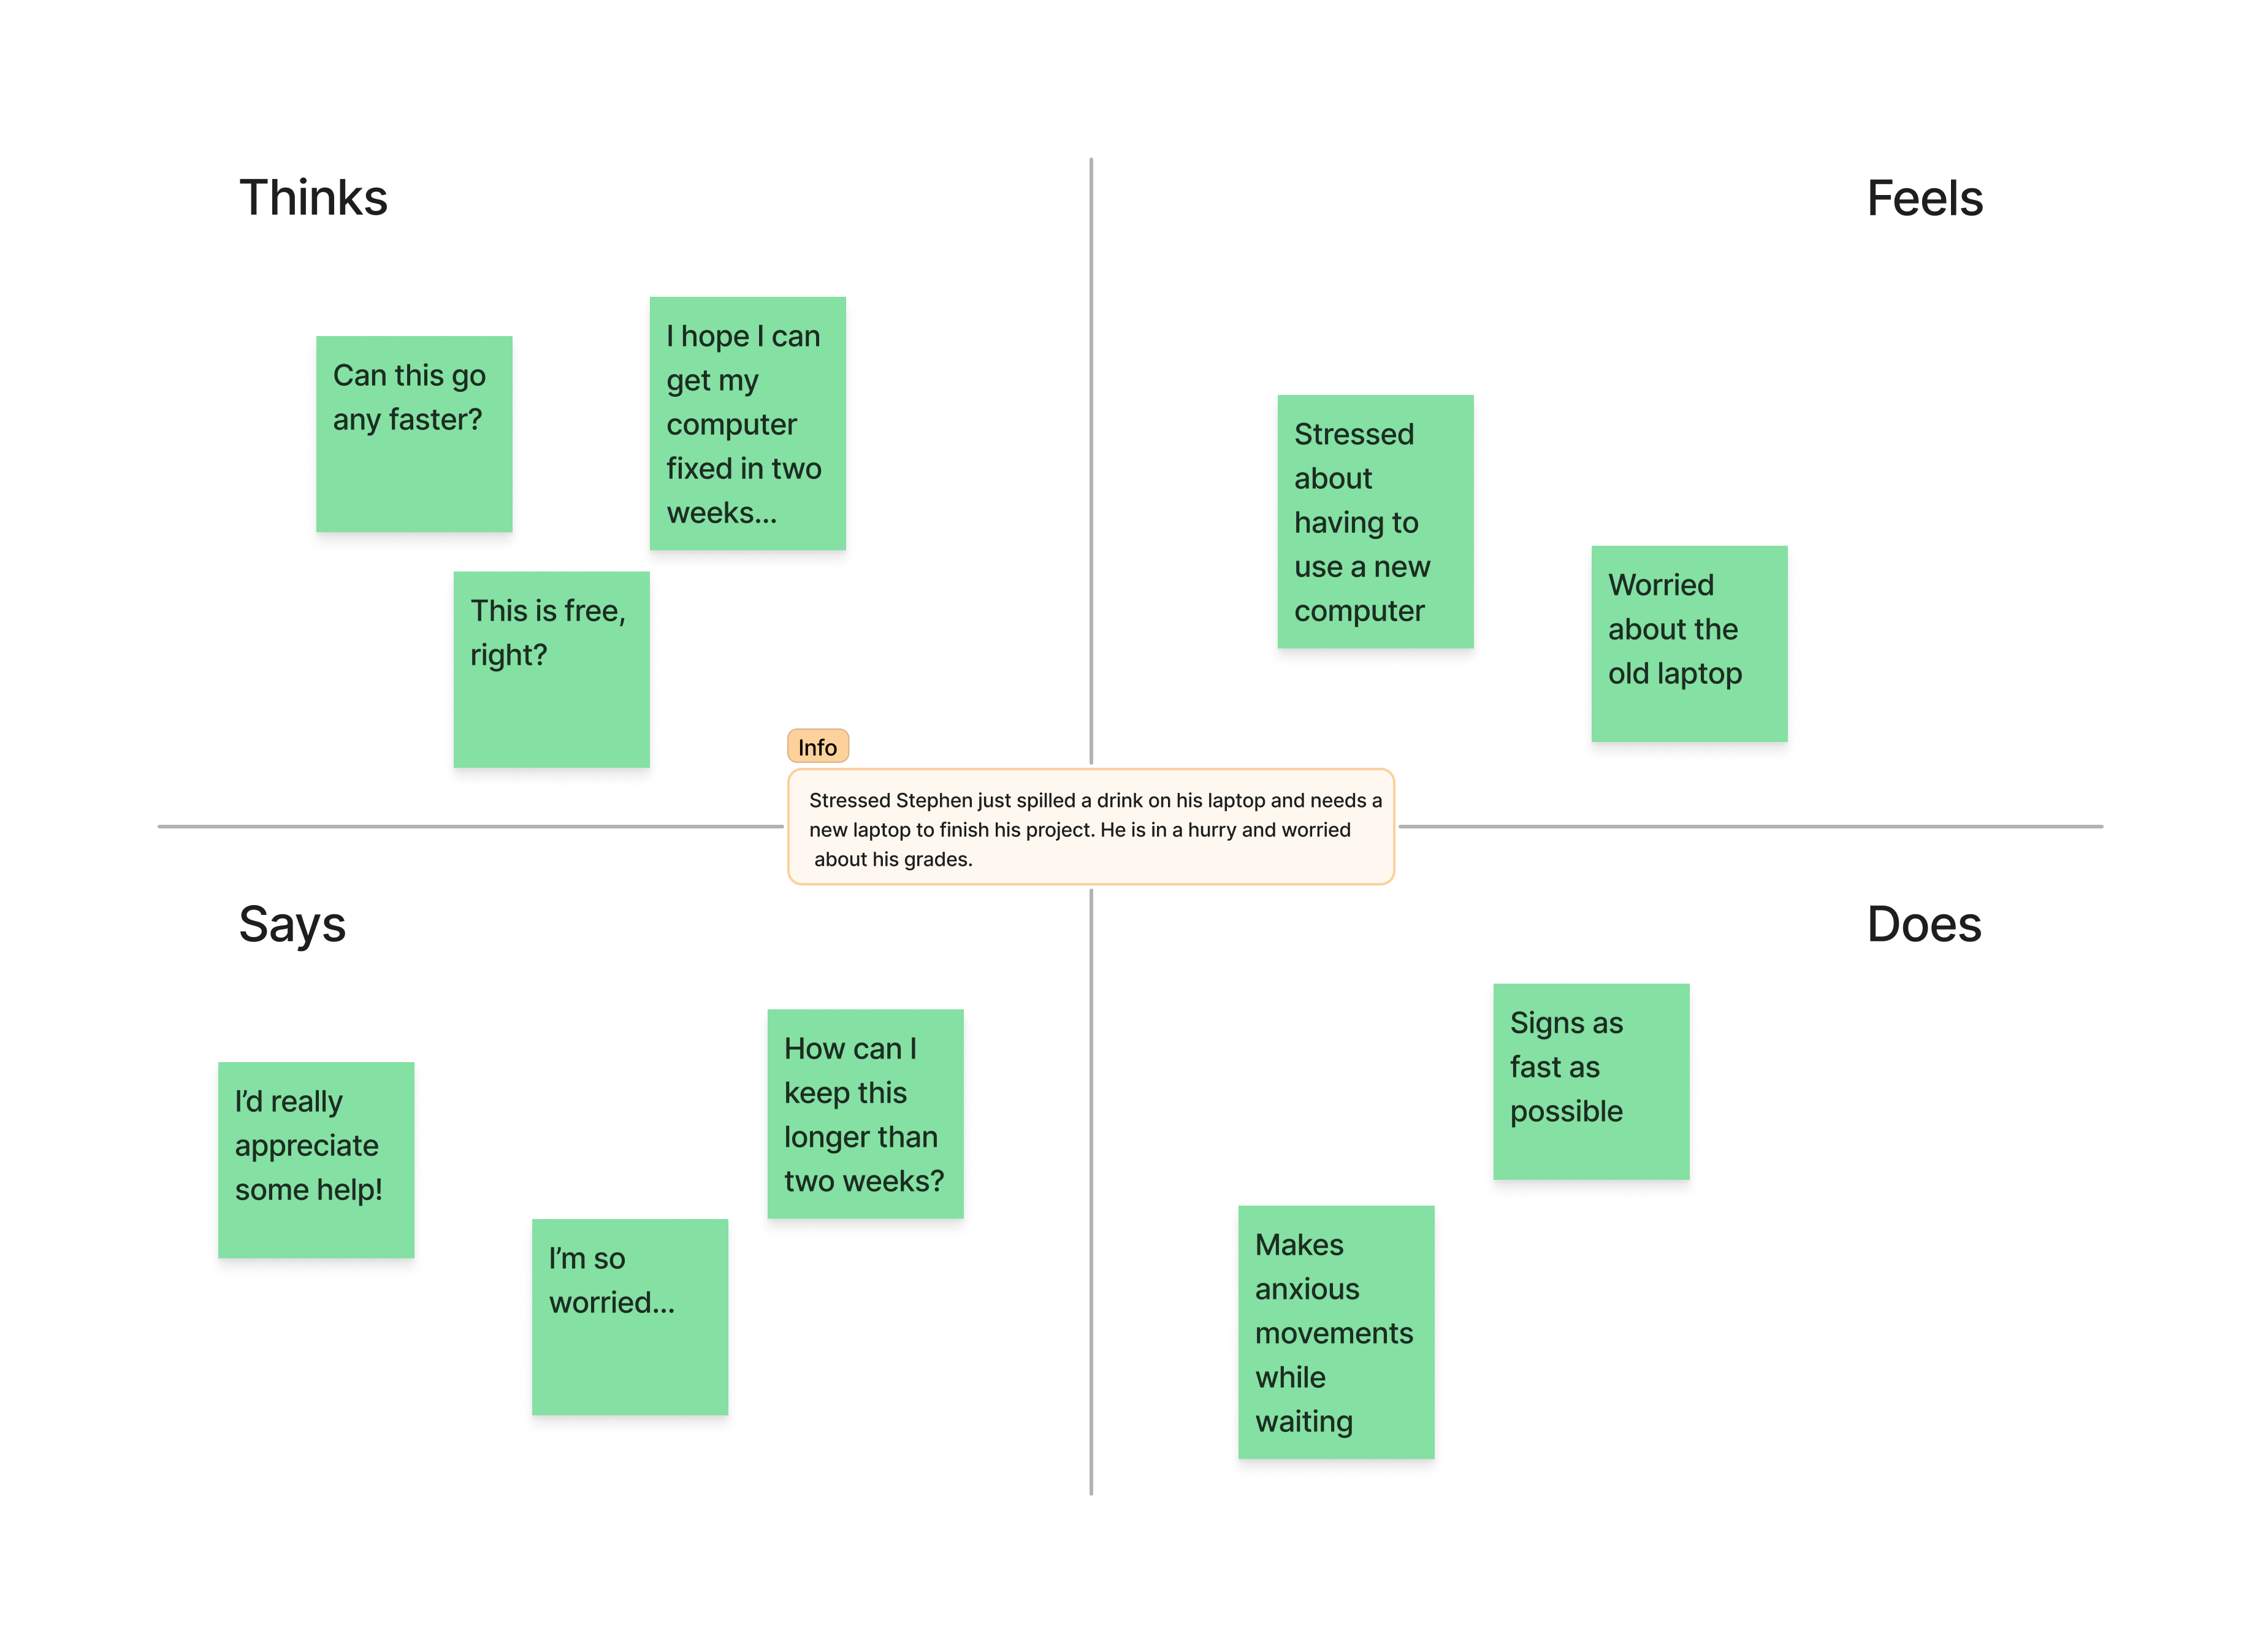 Thinks
Can this go
any faster?
I hope I can
get my
computer
fixed in two
weeks...
This is free,
right?
Feels
Stressed
about
having to
use a new
computer
Worried
about the
old laptop
Info
Stressed Stephen just spilled a drink on his laptop and needs a
new laptop to finish his project. He is in a hurry and worried
about his grades.
Says
I’d really
appreciate
some help!
I’m so
worried...
How can I
keep this
longer than
two weeks?
Does
Signs as
fast as
possible
Makes
anxious
movements
while
waiting